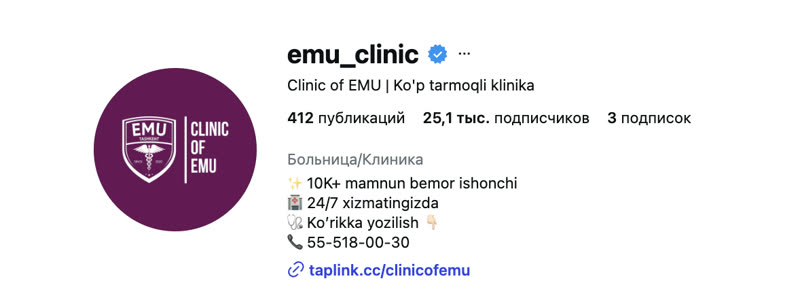 emu_clinic
Clinic of EMU | Ko'p tarmoqli klinika
412 публикаций 25,1 тыс. подписчиков 3 подписок
EMU
TASHKENT
CLINIC
OF
EMU
Больница/Клиника
✨ 10K+ mamnun bemor ishonchi
🏥 24/7 xizmatingizda
🩺 Ko’rikka yozilish 👇🏻
📞 55-518-00-30
taplink.cc/clinicofemu